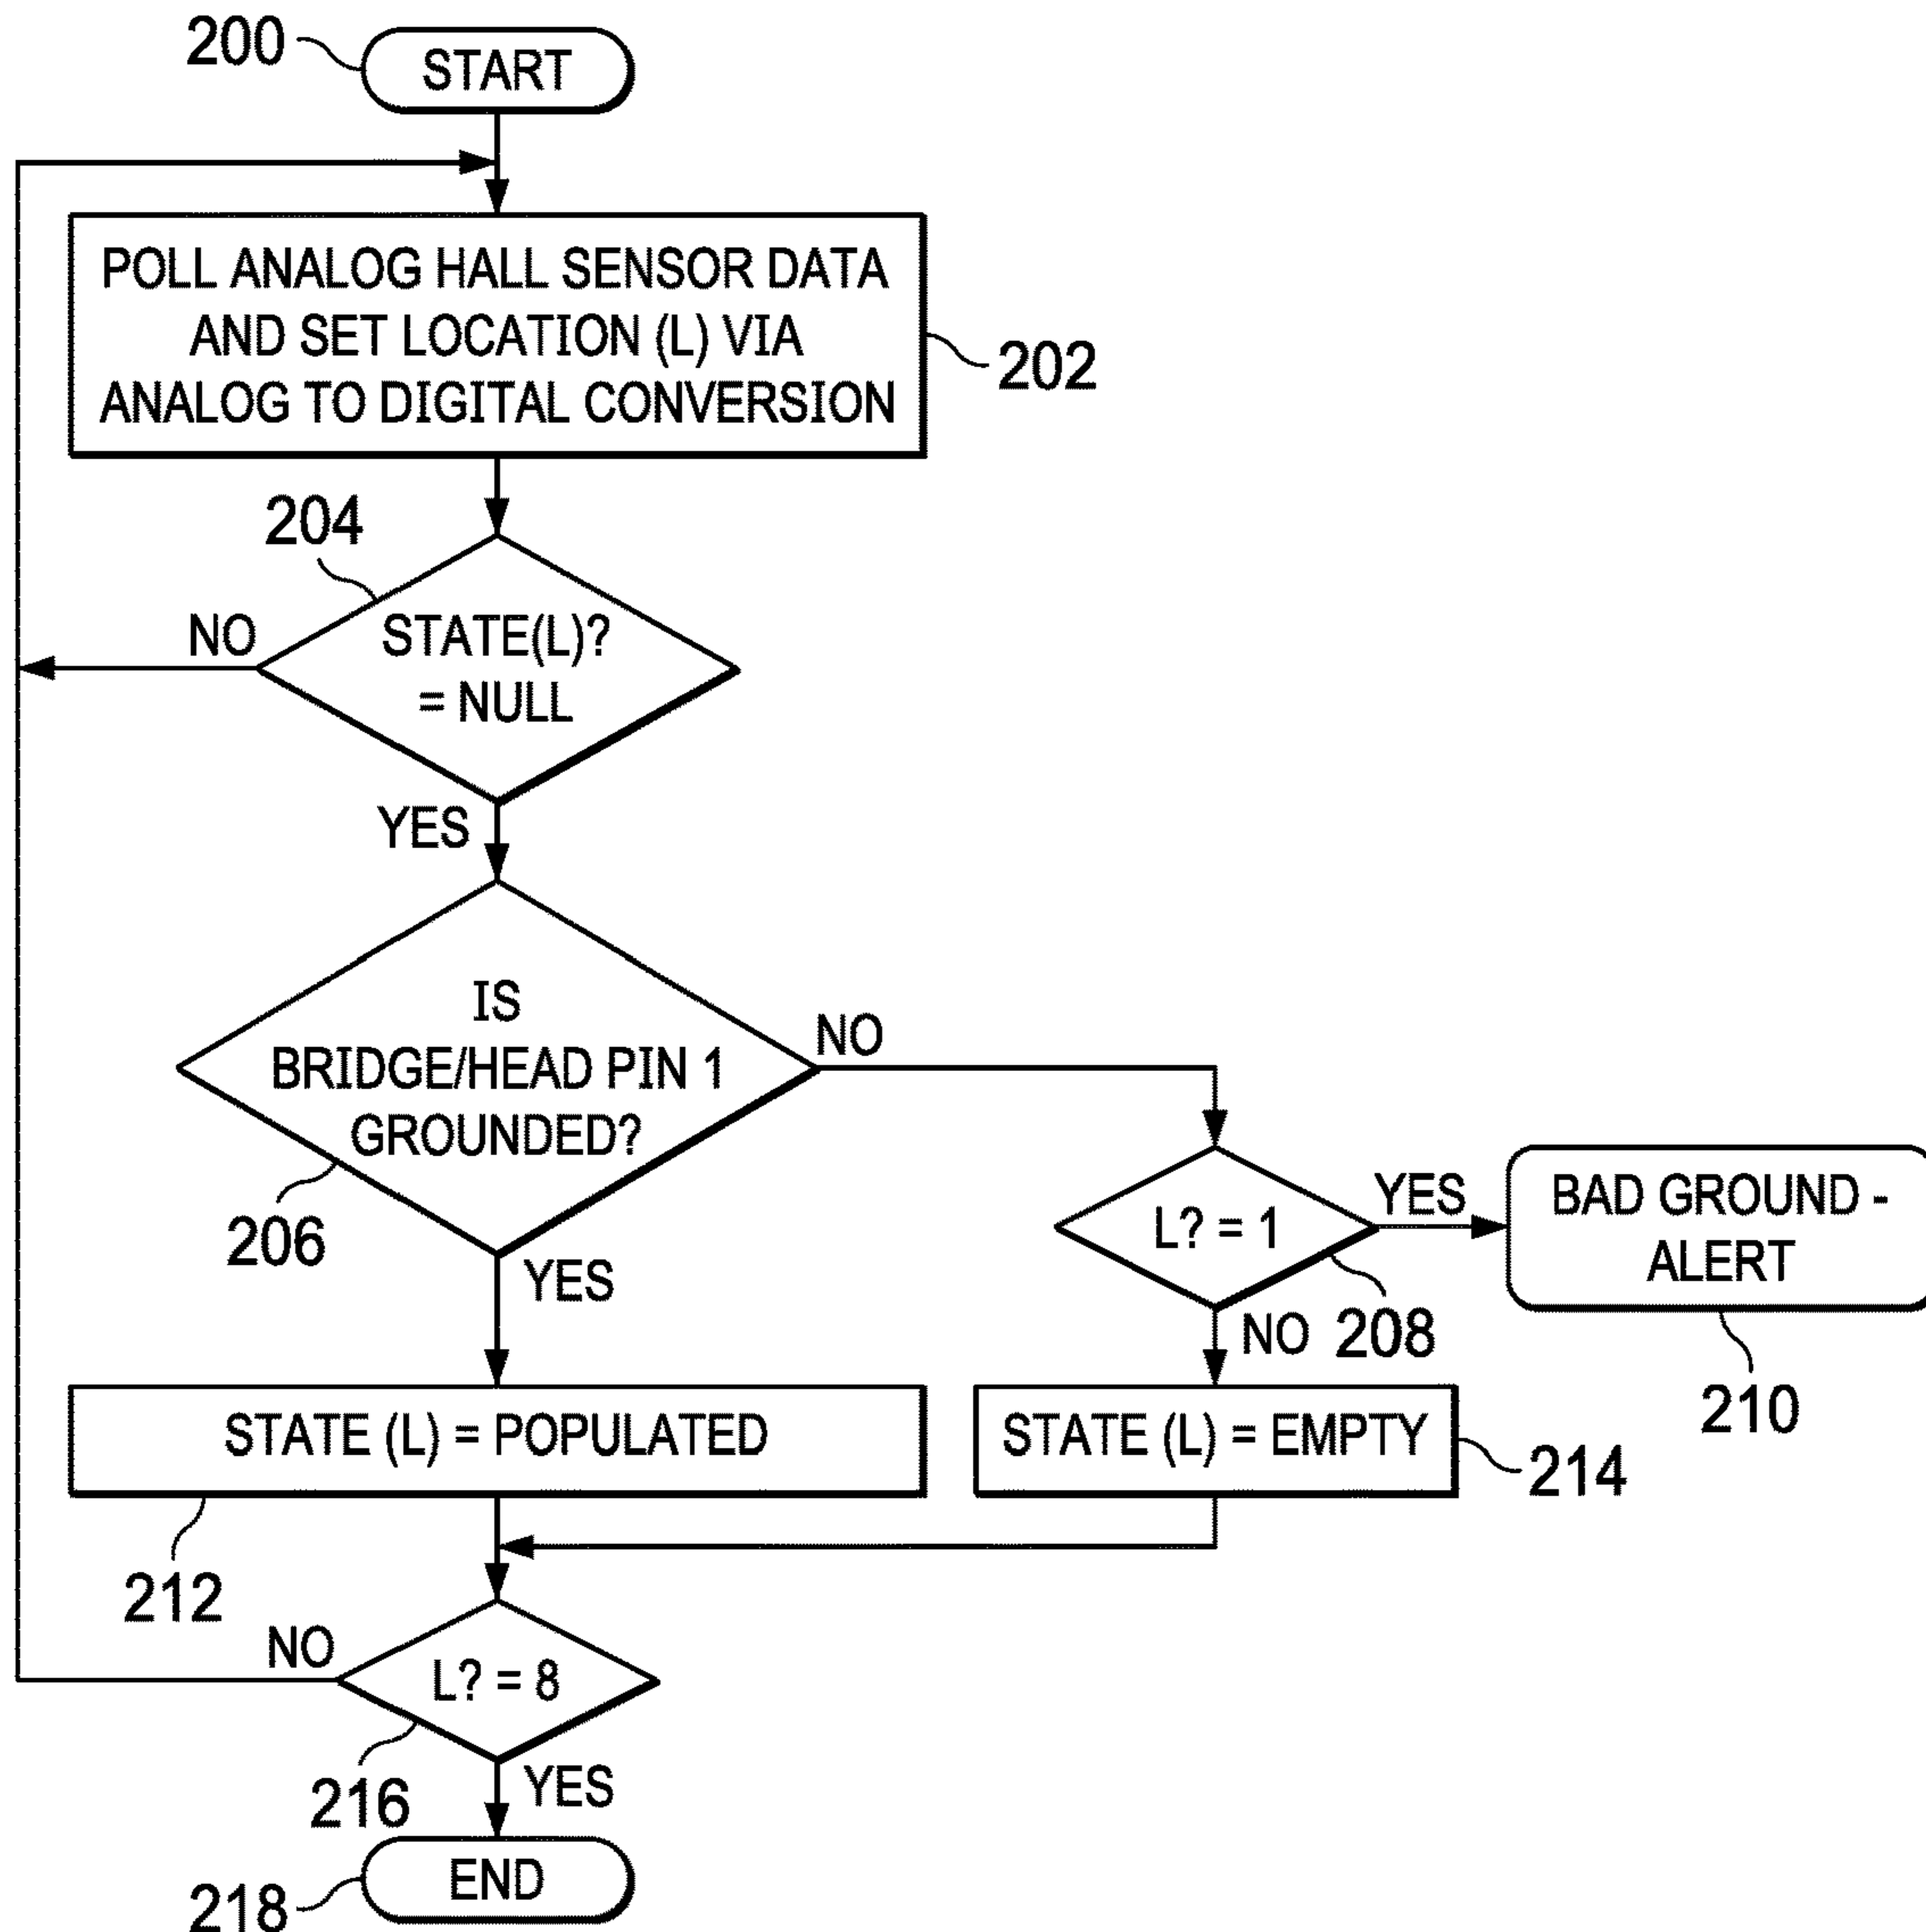 200
START
POLL ANALOG HALL SENSOR DATA
AND SET LOCATION (L) VIA
ANALOG TO DIGITAL CONVERSION
202
204
NO
STATE(L)?
= NULL
YES
IS
BRIDGE/HEAD PIN 1
GROUNDED?
NO
206
YES
L? = 1
YES
BAD GROUND -
ALERT
NO
208
210
STATE (L) = POPULATED
STATE (L) = EMPTY
214
212
NO
L? = 8
216
YES
END
218